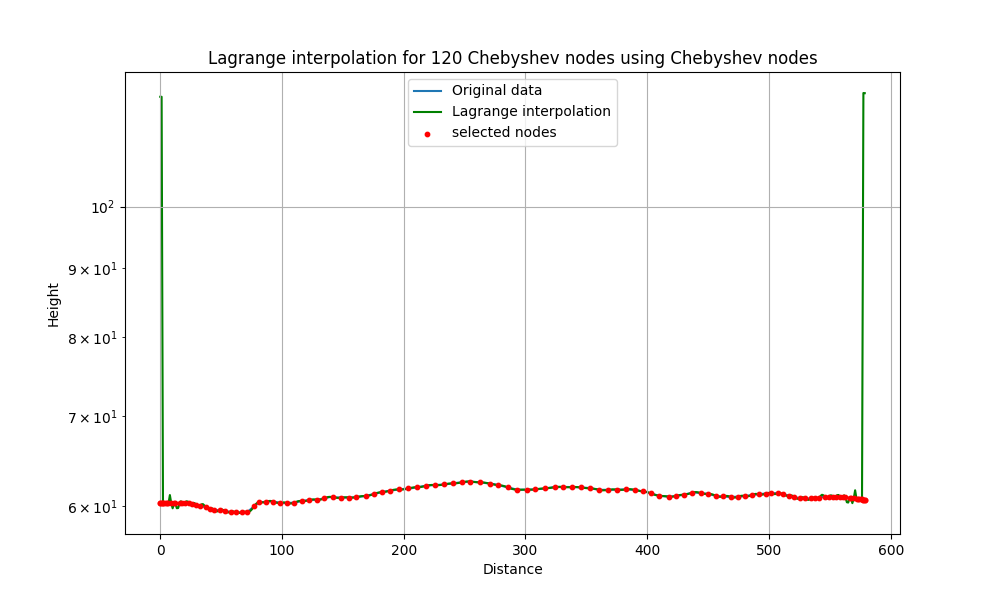 Lagrange interpolation for 120 Chebyshev nodes using Chebyshev nodes
Original data
Lagrange interpolation
selected nodes
10²
9 × 10¹
8 × 10¹
7 × 10¹
6 × 10¹
Height
0 100 200 300 400 500 600
Distance